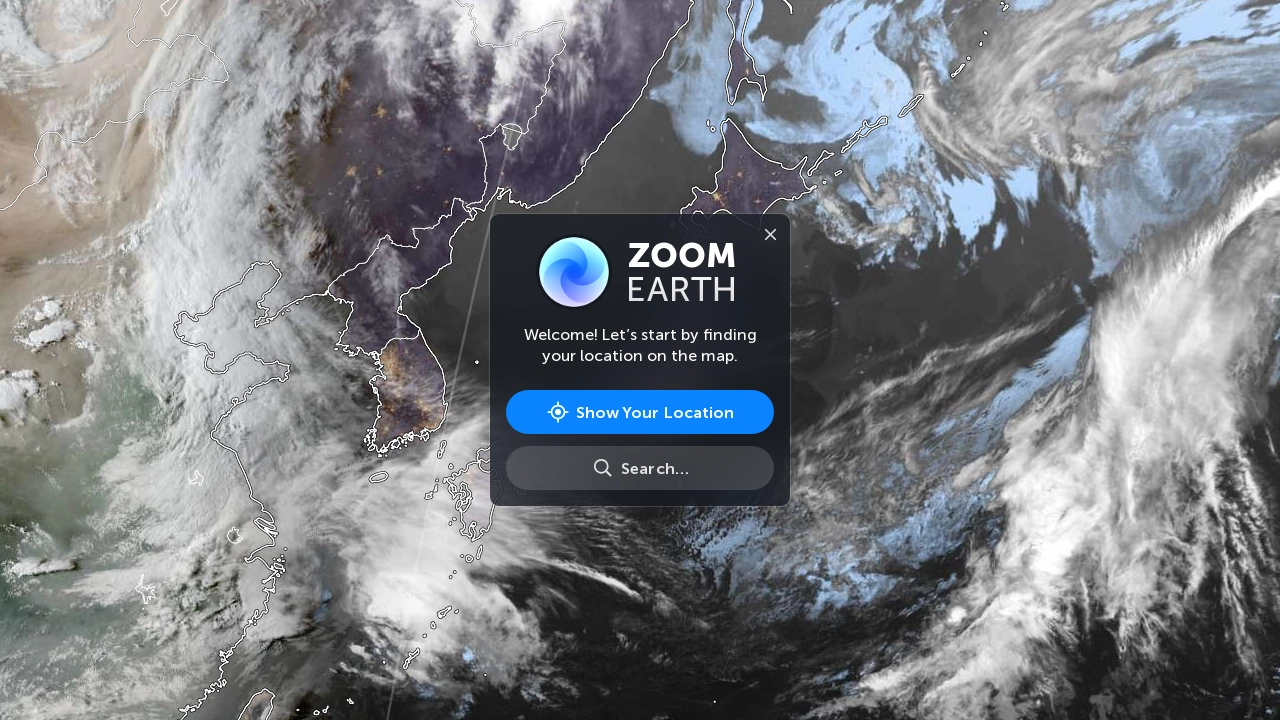 ZOOM
EARTH
Welcome! Let’s start by finding
your location on the map.
Show Your Location
Search...